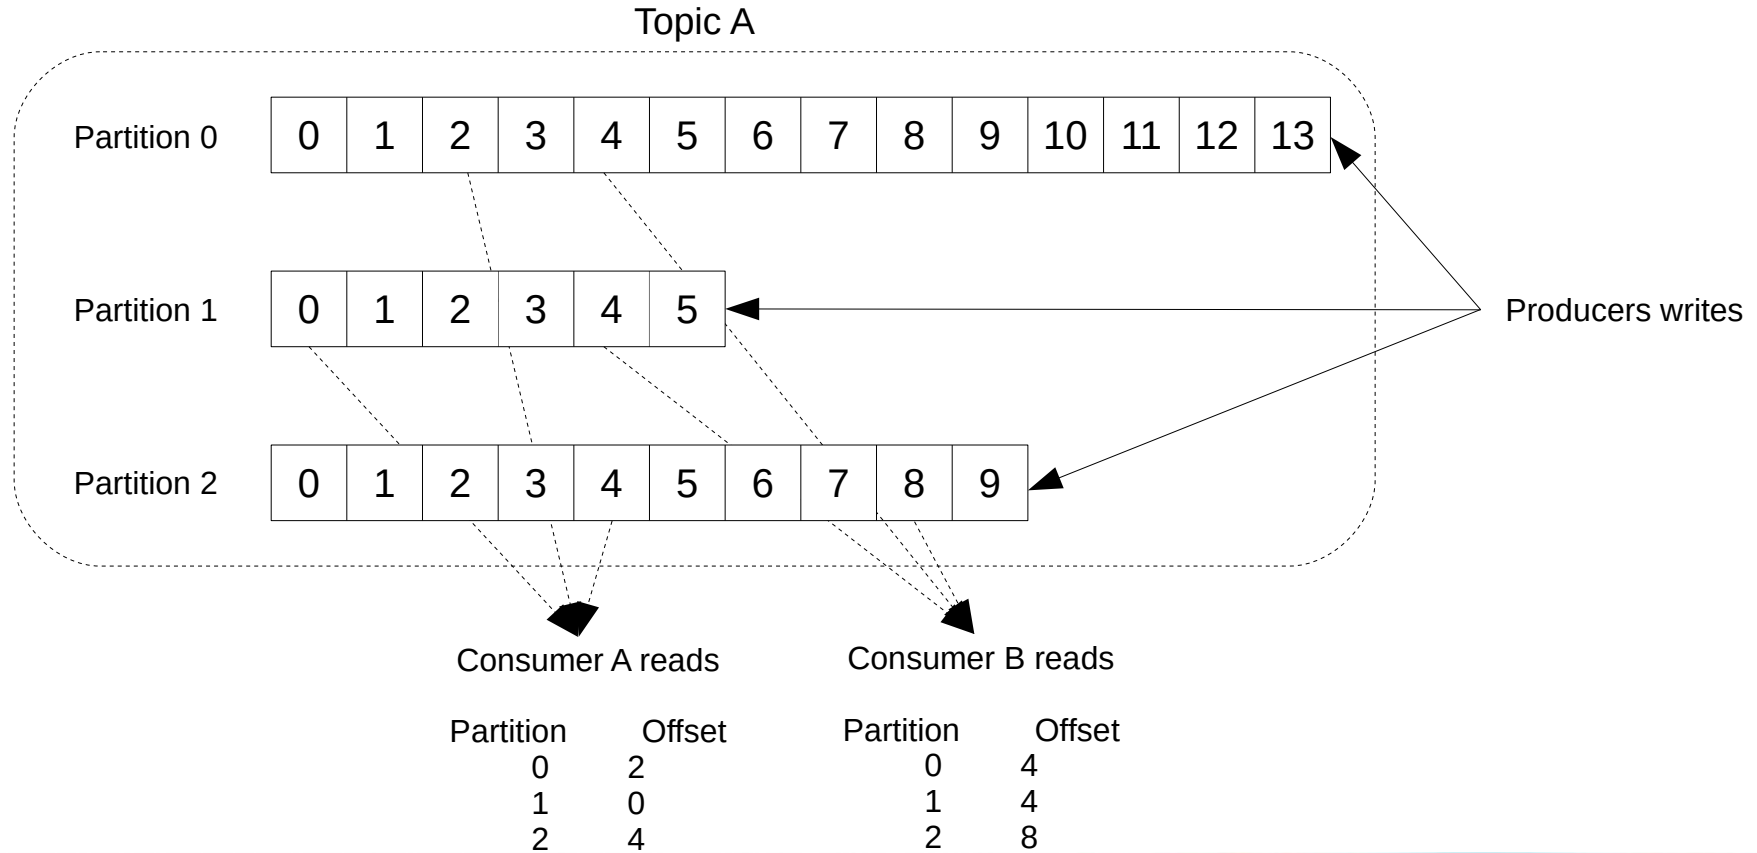 Topic A
Partition 0 0 1 2 3 4 5 6 7 8 9 10 11 12 13
Partition 1 0 1 2 3 4 5 Producers writes
Partition 2 0 1 2 3 4 5 6 7 8 9
Consumer A reads
Partition Offset
0 2
1 0
2 4
Consumer B reads
Partition Offset
0 4
1 4
2 8